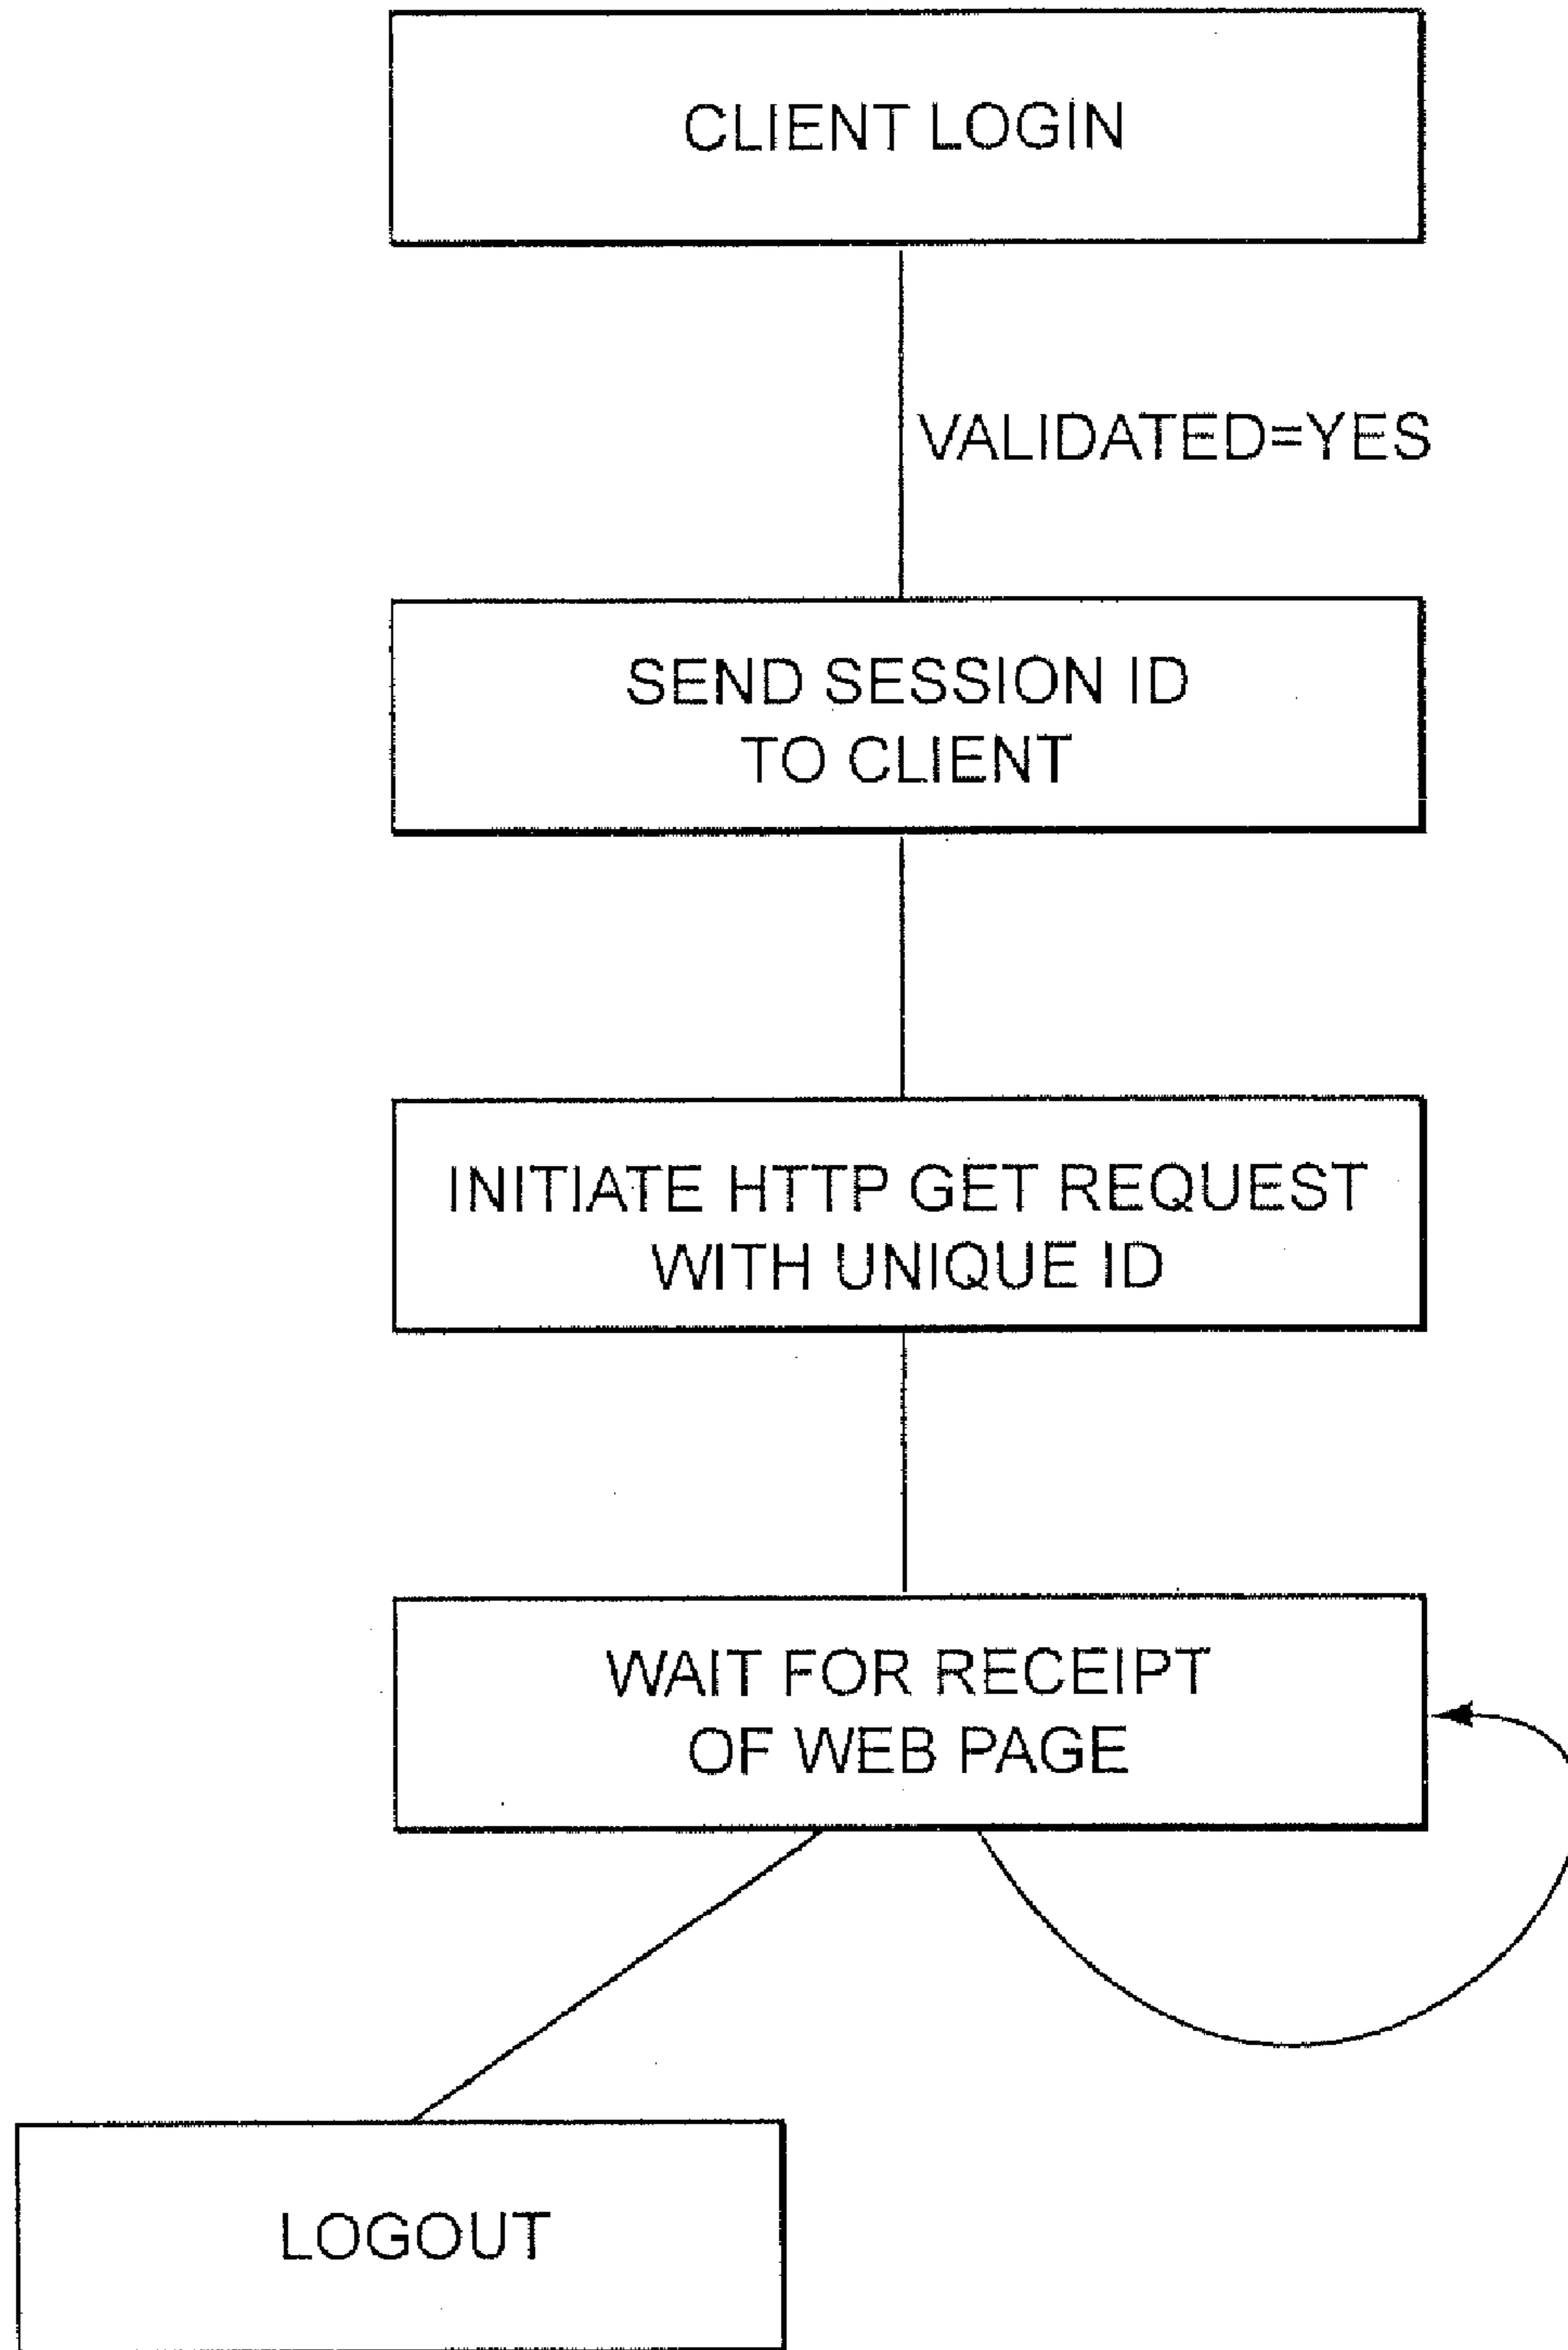 CLIENT LOGIN
VALIDATED=YES
SEND SESSION ID
TO CLIENT
INITIATE HTTP GET REQUEST
WITH UNIQUE ID
WAIT FOR RECEIPT
OF WEB PAGE
LOGOUT